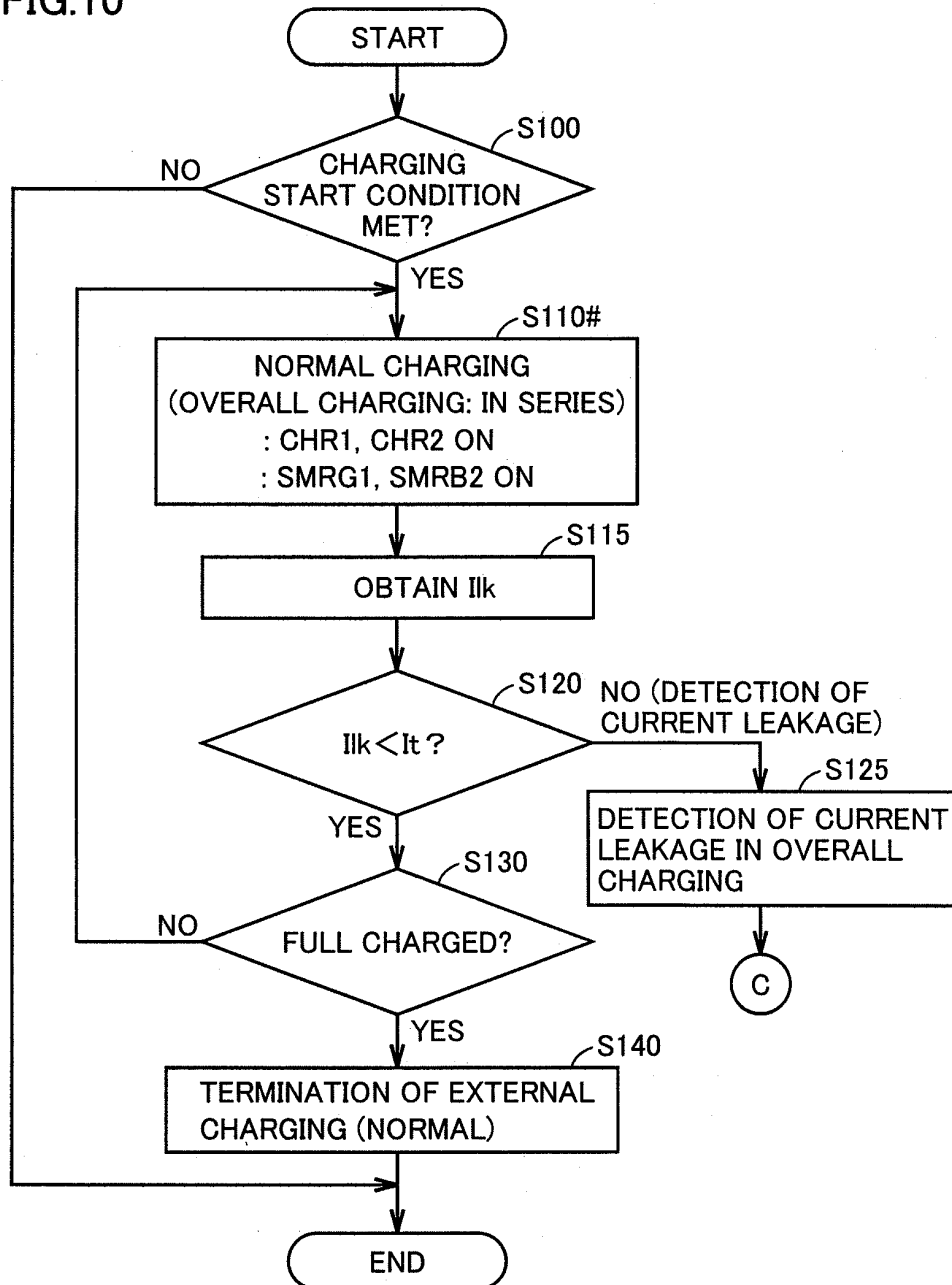 FIG.10
START
S100
NO
CHARGING
START CONDITION
MET?
YES
S110#
NORMAL CHARGING
(OVERALL CHARGING: IN SERIES)
: CHR1, CHR2 ON
: SMRG1, SMRB2 ON
S115
OBTAIN Ilk
S120
NO (DETECTION OF
CURRENT LEAKAGE)
Ilk<It?
S125
YES
DETECTION OF CURRENT
LEAKAGE IN OVERALL
CHARGING
S130
NO
FULL CHARGED?
C
YES
S140
TERMINATION OF EXTERNAL
CHARGING (NORMAL)
END